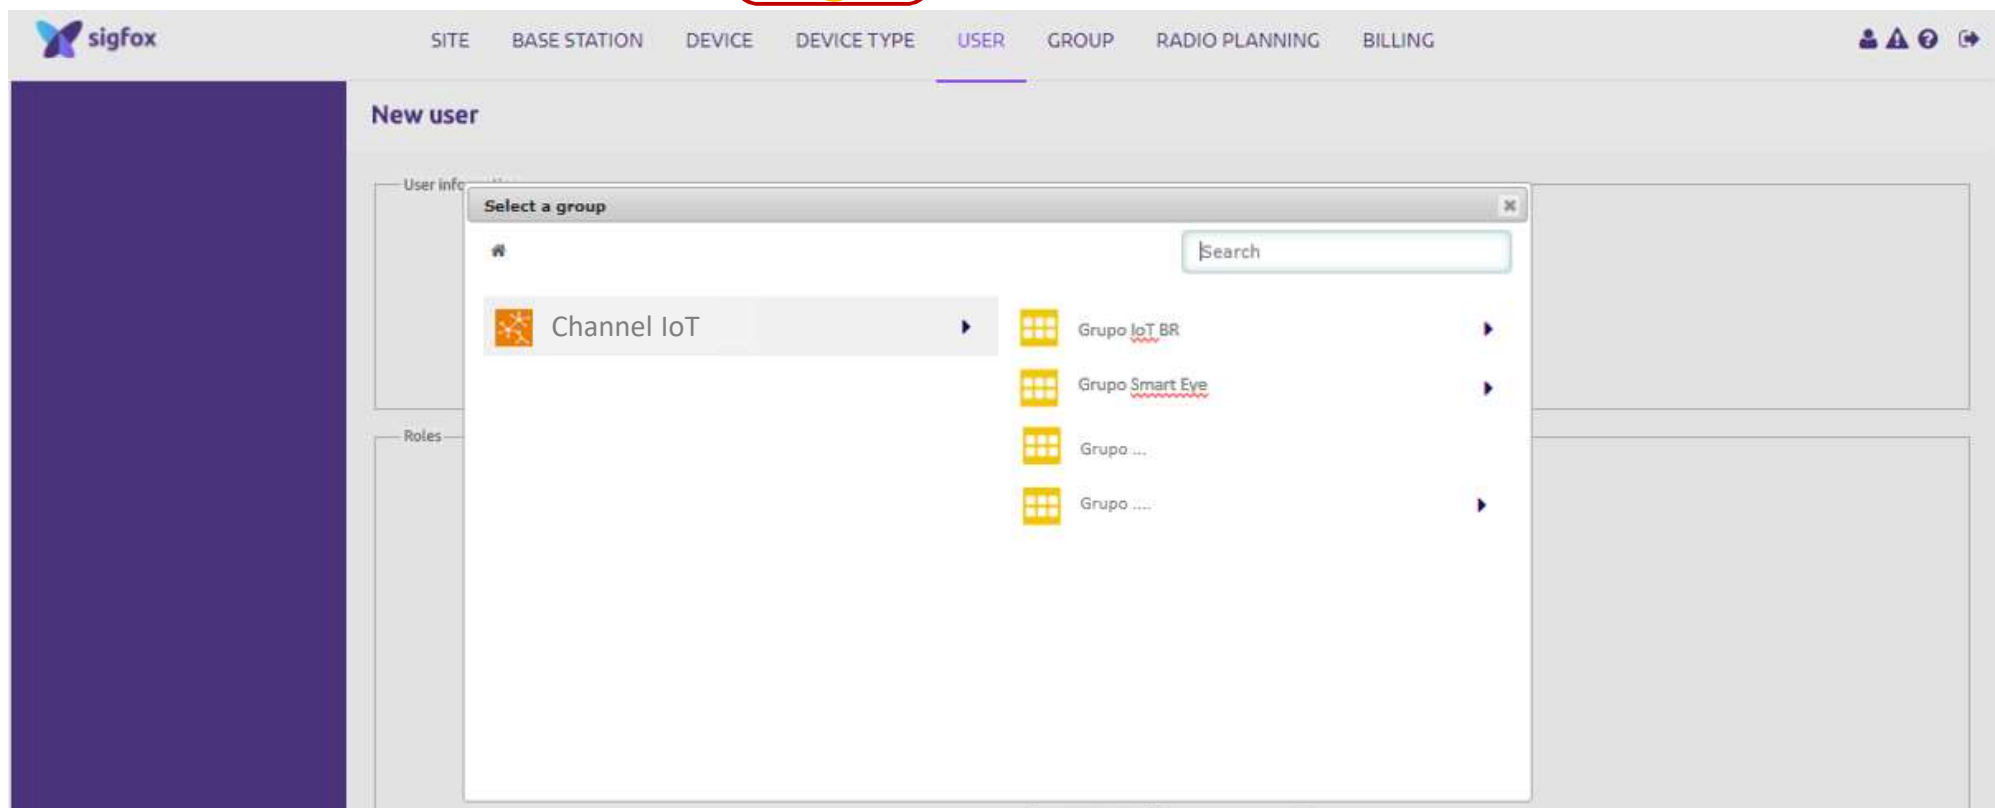 sigfox SITE BASE STATION DEVICE DEVICE TYPE USER GROUP RADIO PLANNING BILLING
New user
User info
Select a group
Search
Channel IoT
Grupo IoT BR
Grupo Smart Eye
Grupo ...
Grupo ....
Roles